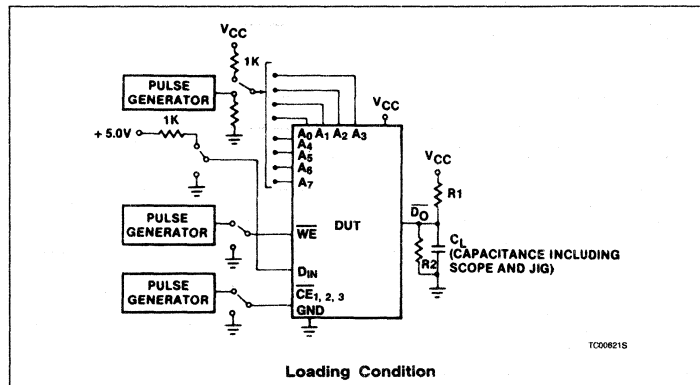 VCC
1K
PULSE
GENERATOR
1K
+ 5.0V
VCC
A0 A1 A2 A3
A4
A5
A6
A7
VCC
R1
DO
DUT
CL
(CAPACITANCE INCLUDING
SCOPE AND JIG)
R2
PULSE
GENERATOR
WE
DIN
PULSE
GENERATOR
CE1, 2, 3
GND
TC00621S
Loading Condition